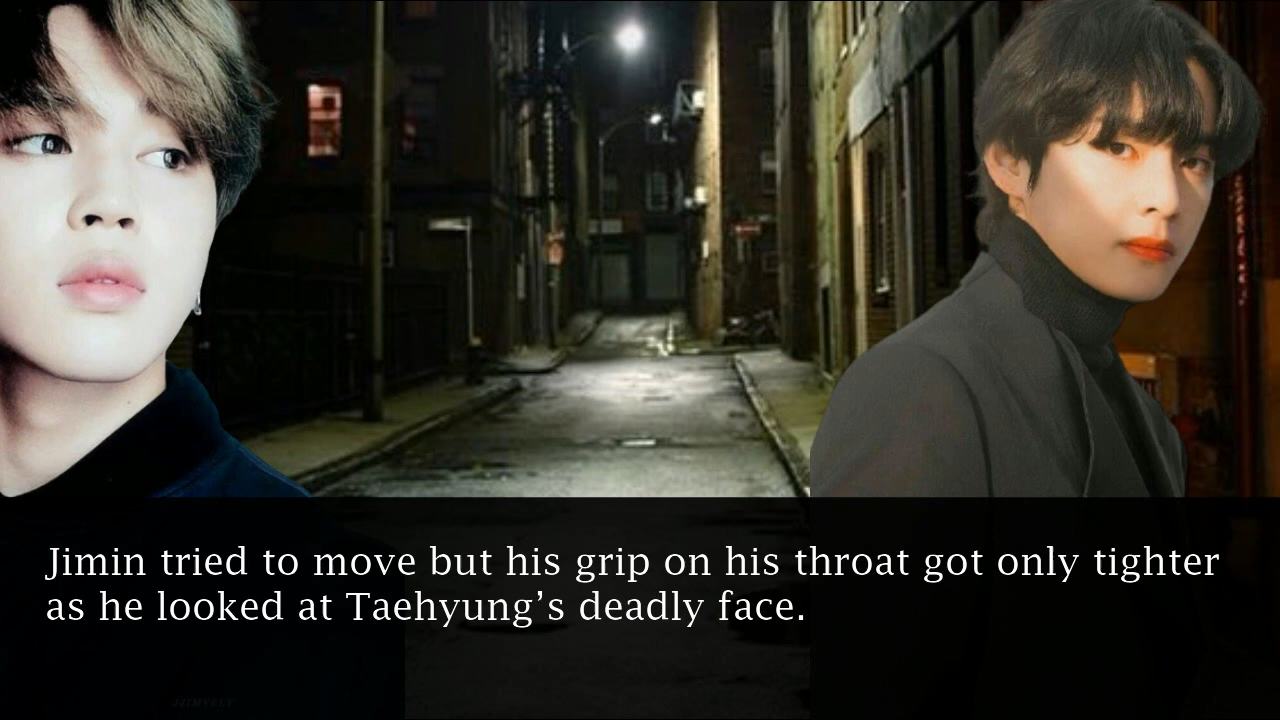 Jimin tried to move but his grip on his throat got only tighter
as he looked at Taehyung’s deadly face.